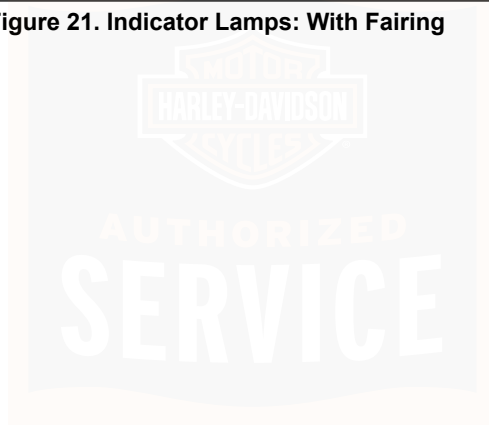 igure 21. Indicator Lamps: With Fairing
MOTOR
HARLEY-DAVIDSON
CYCLES
AUTHORIZED
SERVICE